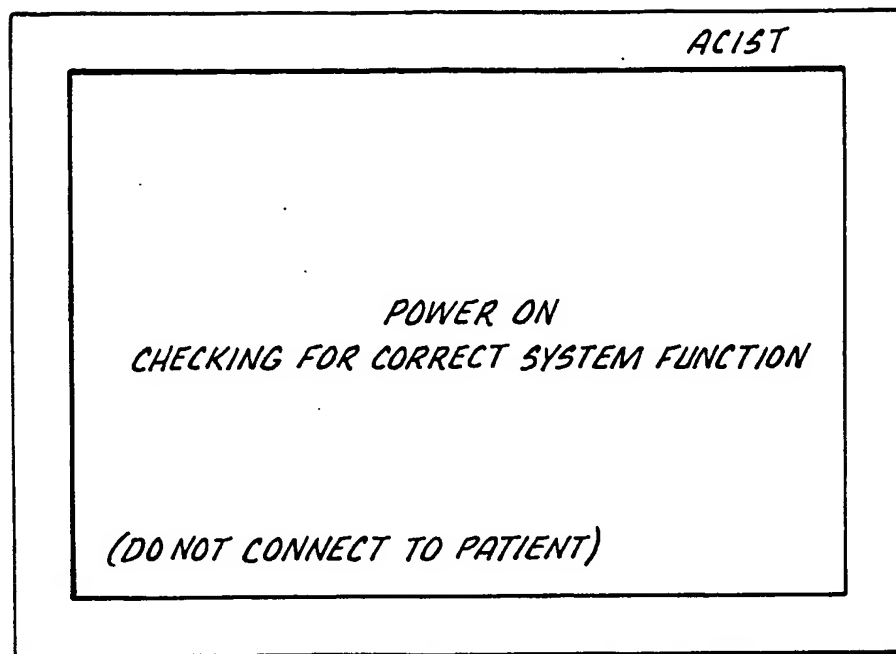 ACIST
POWER ON
CHECKING FOR CORRECT SYSTEM FUNCTION
(DO NOT CONNECT TO PATIENT)